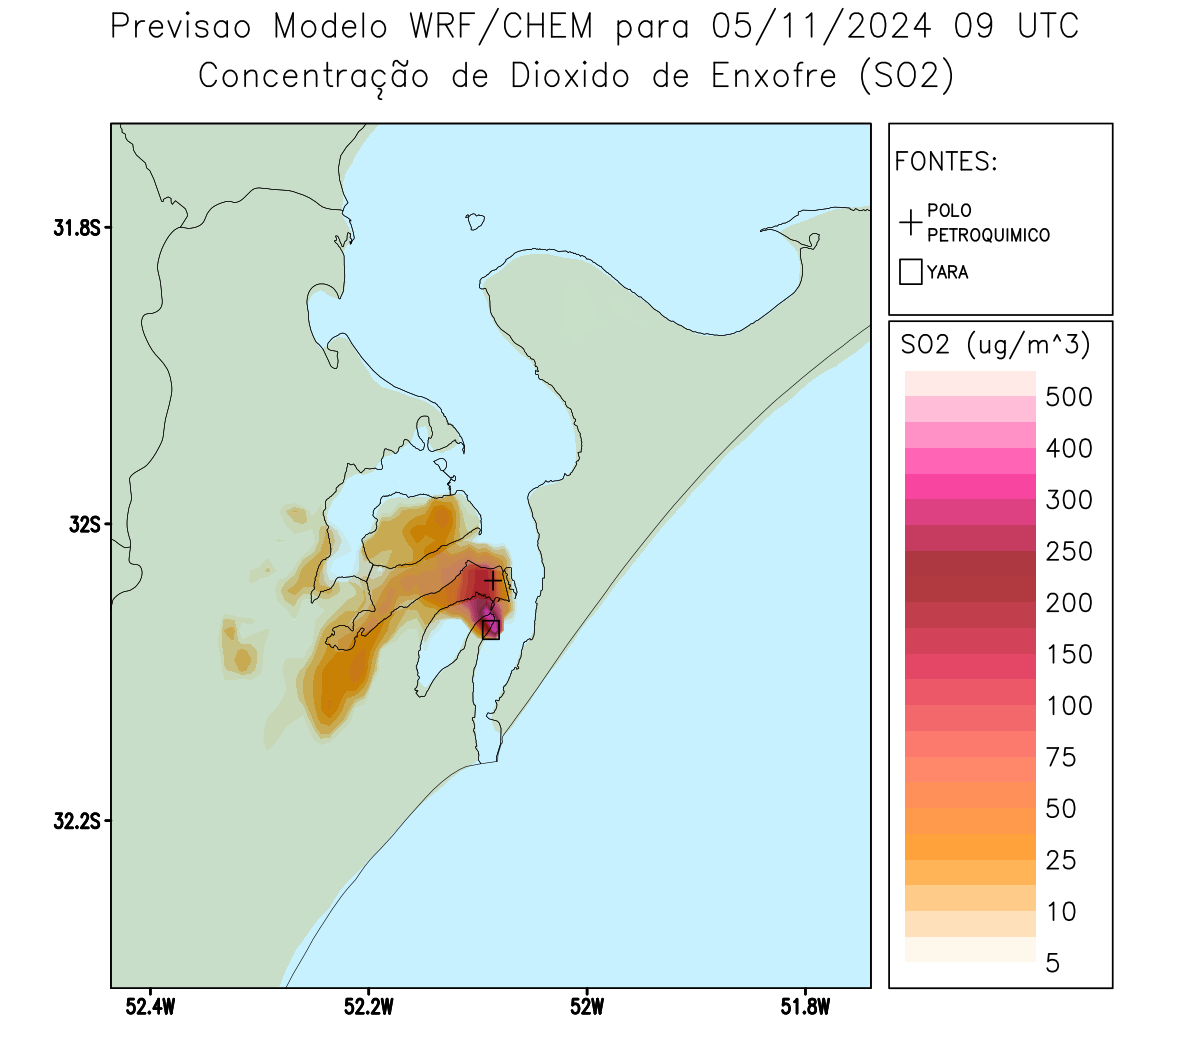 Previsao Modelo WRF/CHEM para 05/11/2024 09 UTC
Concentração de Dioxido de Enxofre (SO2)
FONTES:
POLO
PETROQUIMICO
YARA
SO2 (ug/m^3)
500
400
300
250
200
150
100
75
50
25
10
5
31.8S
32S
32.2S
52.4W
52.2W
52W
51.8W